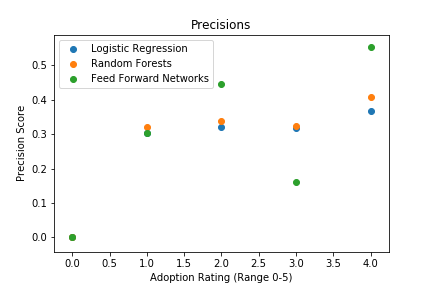 Precisions
Logistic Regression
Random Forests
Feed Forward Networks
Precision Score
0.5
0.4
0.3
0.2
0.1
0.0
0.0 0.5 1.0 1.5 2.0 2.5 3.0 3.5 4.0
Adoption Rating (Range 0-5)